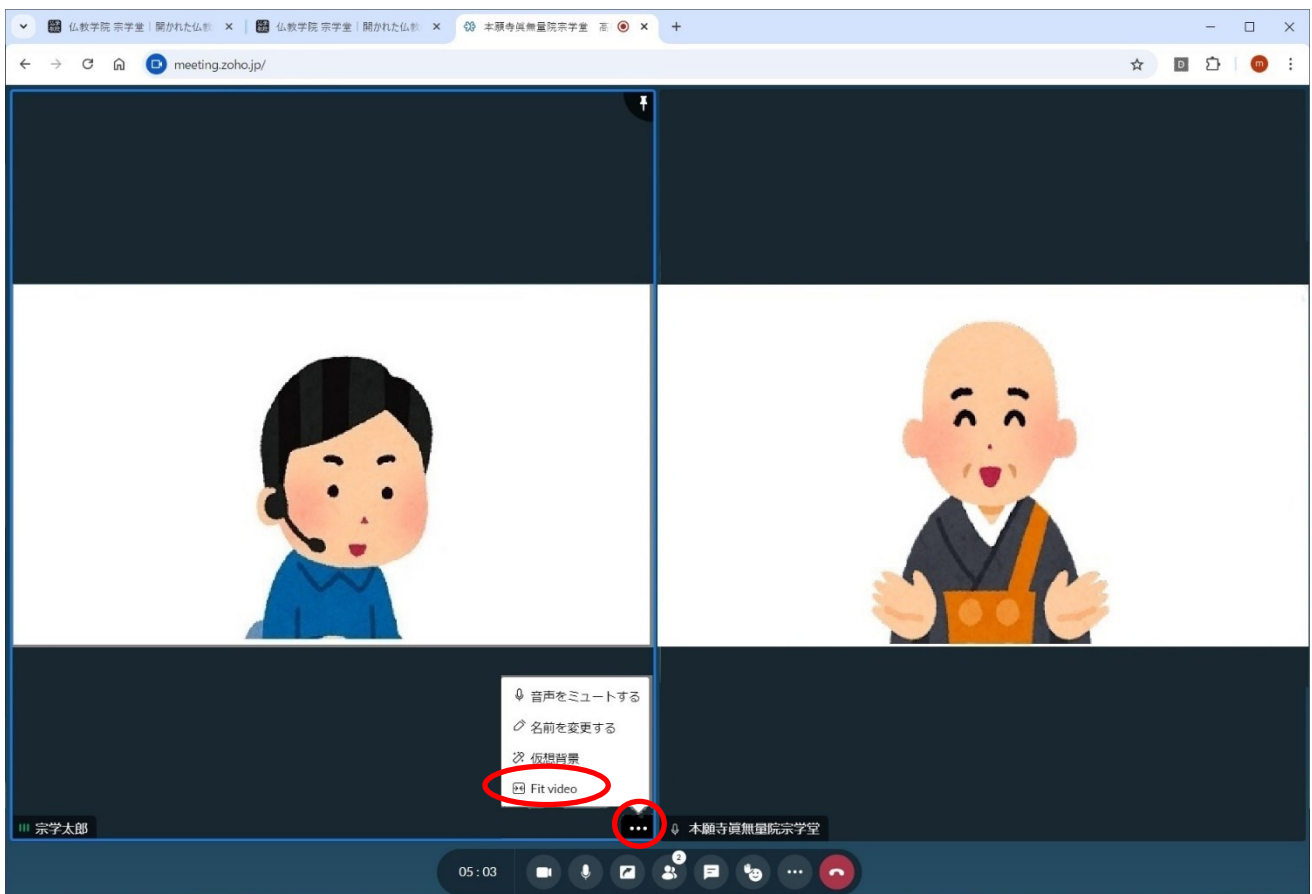 仏教学院 宗学堂｜開かれた仏教
仏教学院 宗学堂｜開かれた仏教
本願寺眞無量院宗学堂 高
meeting.zoho.jp/
D
m
音声をミュートする
名前を変更する
仮想背景
Fit video
宗学太郎
本願寺眞無量院宗学堂
05:03
2